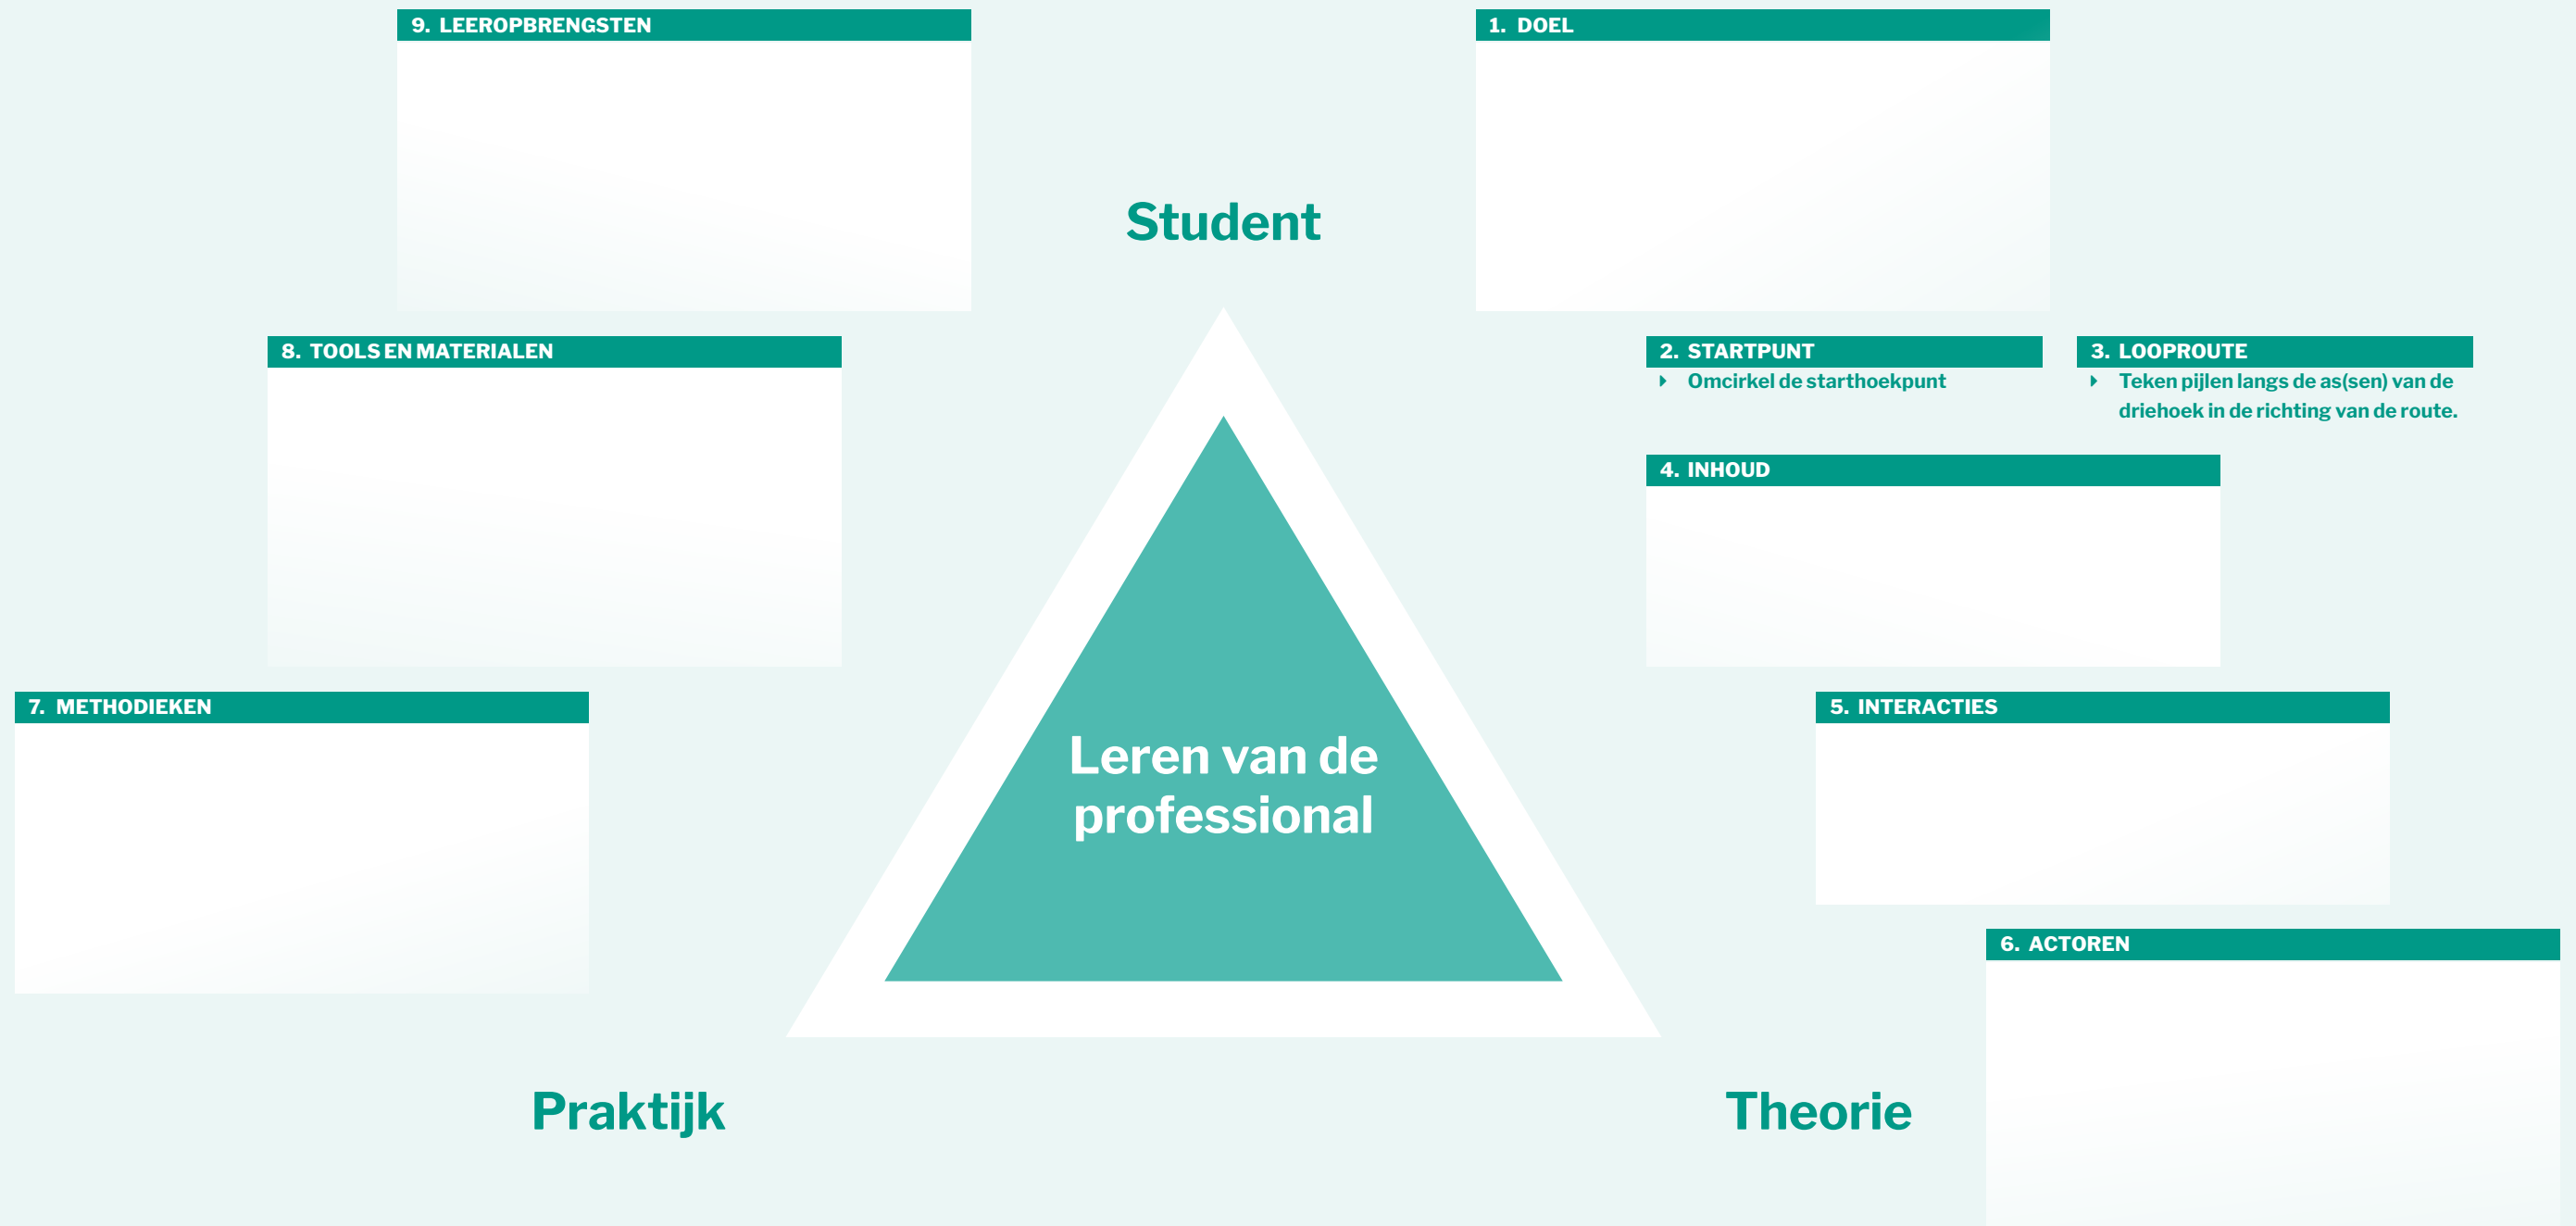 9. LEEROPBRENGSTEN
1. DOEL
Student
8. TOOLS EN MATERIALEN
2. STARTPUNT
Omcirkel de starthoekpunt
3. LOOPROUTE
Teken pijlen langs de as(sen) van de
driehoek in de richting van de route.
4. INHOUD
7. METHODIEKEN
5. INTERACTIES
Leren van de
professional
6. ACTOREN
Praktijk
Theorie